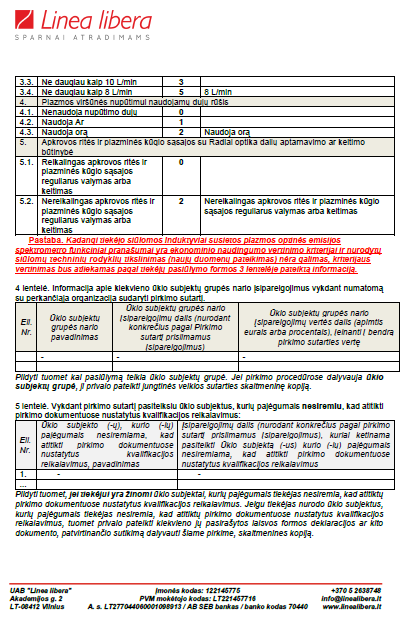 Linea libera
SPARNAI ATRADIMAMS
3.3. Ne daugiau kaip 10 L/min 3
3.4. Ne daugiau kaip 8 L/min 5 8 L/min
4. Plazmos viršūnės nupūtimui naudojamų dujų rūšis
4.1. Nenaudoja nupūtimo dujų 0
4.2. Naudoja Ar 1
4.3. Naudoja orą 2 Naudoja orą
5. Apkrovos ritės ir plazminės kūgio sąsajos su Radial optika dalių aptarnavimo ar keitimo
būtinybė
5.1. Reikalingas apkrovos ritės ir 0
plazminės kūgio sąsajos
reguliarus valymas arba
keitimas
5.2. Nereikalingas apkrovos ritės ir 2 Nereikalingas apkrovos ritės ir plazminės kūgio
plazminės kūgio sąsajos sąsajos reguliarus valymas arba keitimas
reguliarus valymas arba
keitimas
Pastaba. Kadangi tiekėjo siūlomos induktyviai susietos plazmos optinės emisijos
spektrometro funkciniai pranašumai yra ekonominio naudingumo vertinimo kriterijai ir nurodytų
siūlomų techninių rodyklių tikslinimas (naujų duomenų pateikimas) nėra galimas, kriterijaus
vertinimas bus atliekamas pagal tiekėjų pasiūlymo formos 3 lentelėje pateiktą informaciją.
4 lentelė. Informacija apie kiekvieno ūkio subjektų grupės nario įsipareigojimus vykdant numatomą
su perkančiąja organizacija sudaryti pirkimo sutartį.
Eil. Nr. Ūkio subjektų grupės nario pavadinimas Ūkio subjektų grupės nario įsipareigojimų dalis (nurodant konkrečius pagal Pirkimo sutartį prisiimamus įsipareigojimus) Ūkio subjektų grupės nario įsipareigojimų vertės dalis (apimtis eurais arba procentais), įeinanti į bendrą pirkimo sutarties vertę
- - -
Pildyti tuomet kai pasiūlymą teikia ūkio subjektų grupė. Jei pirkimo procedūrose dalyvauja ūkio
subjektų grupė, ji privalo pateikti jungtinės veiklos sutarties skaitmeninę kopiją.
5 lentelė. Vykdant pirkimo sutartį pasitelksiu ūkio subjektus, kurių pajėgumais nesiremiu, kad atitikti
pirkimo dokumentuose nustatytus kvalifikacijos reikalavimus:
Eil. Nr. Ūkio subjekto (-ų), kurio (-ių) pajėgumais nesiremiama, kad atitikti pirkimo dokumentuose nustatytus kvalifikacijos reikalavimus, pavadinimas Įsipareigojimų dalis (nurodant konkrečius pagal pirkimo sutartį prisiimamus įsipareigojimus), kuriai ketinama pasitelkti Ūkio subjektą (-us) kurio (-ių) pajėgumais nesiremiama, kad atitikti pirkimo dokumentuose nustatytus kvalifikacijos reikalavimus
1. - -
...
Pildyti tuomet, jei tiekėjui yra žinomi ūkio subjektai, kurių pajėgumais tiekėjas nesiremia, kad atitiktų
pirkimo dokumentuose nustatytus kvalifikacijos reikalavimus. Jeigu tiekėjas nurodo ūkio subjektus,
kurių pajėgumais tiekėjas nesiremia, kad atitiktų pirkimo dokumentuose nustatytus kvalifikacijos
reikalavimus, tuomet privalo pateikti kiekvieno jų pasirašytos laisvos formos deklaracijos ar kito
dokumento, patvirtinančio sutikimą dalyvauti šiame pirkime, skaitmenines kopijas.
UAB "Linea libera" Įmonės kodas: 122145775 +370 5 2638748
Akademijos g. 2 PVM mokėtojo kodas: LT221457716 info@linealibera.lt
LT-08412 Vilnius A. s. LT277044060001098913 / AB SEB bankas / banko kodas 70440 www.linealibera.lt